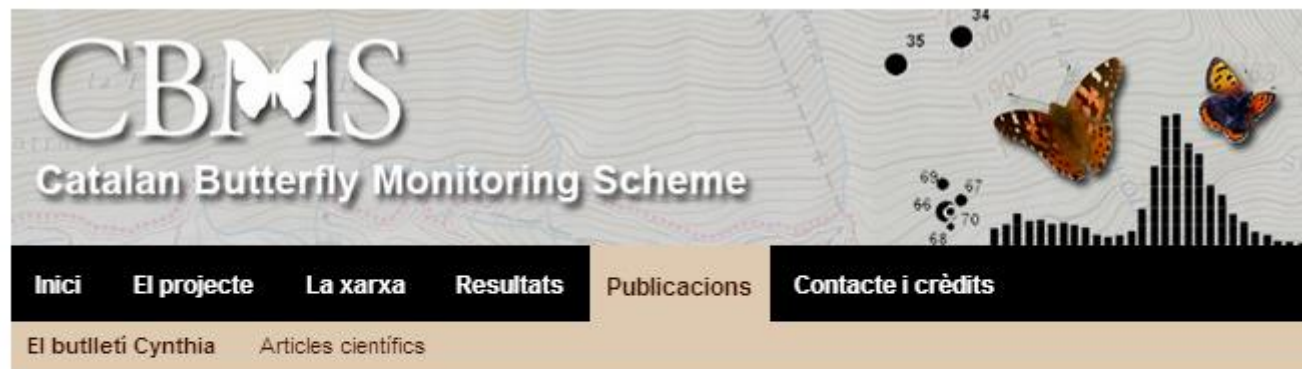 34
35
CBMS
Catalan Butterfly Monitoring Scheme
69
67
66
70
68
Inici El projecte La xarxa Resultats Publicacions Contacte i crèdits
El butlletí Cynthia Articles científics